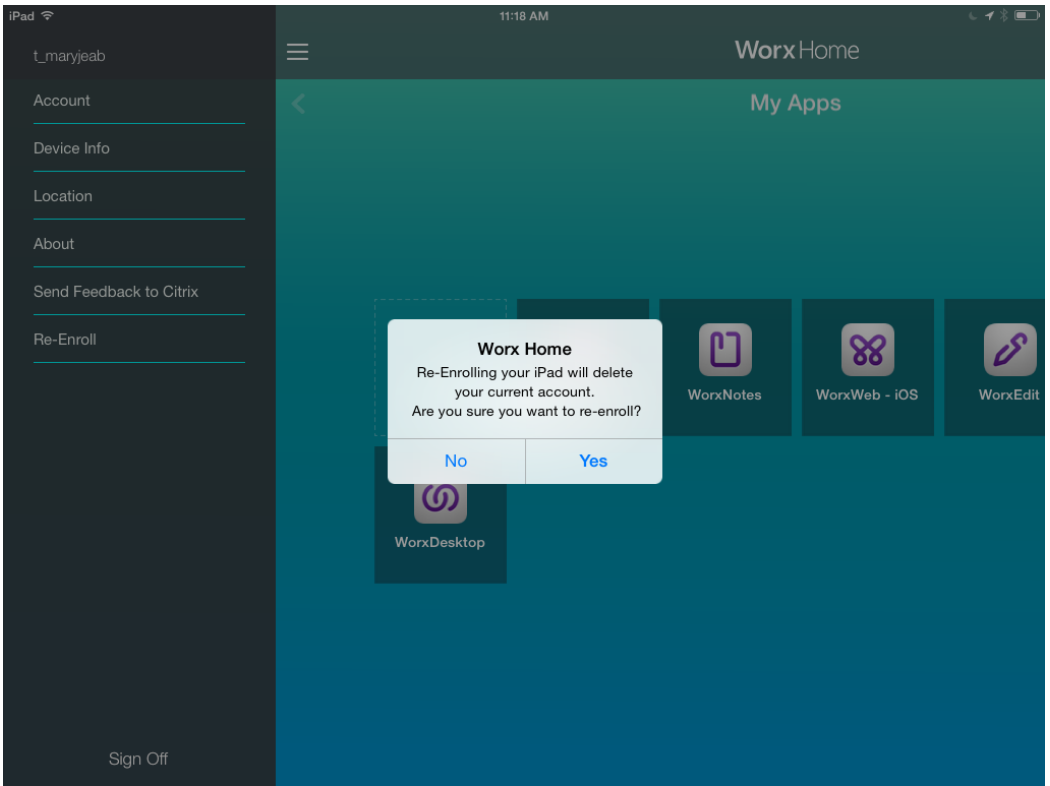 iPad 11:18 AM
t_maryjeab
Account
Device Info
Location
About
Send Feedback to Citrix
Re-Enroll
Sign Off
WorxHome
My Apps
Worx Home
Re-Enrolling your iPad will delete
your current account.
Are you sure you want to re-enroll?
No Yes
WorxNotes WorxWeb - iOS WorxEdit
WorxDesktop